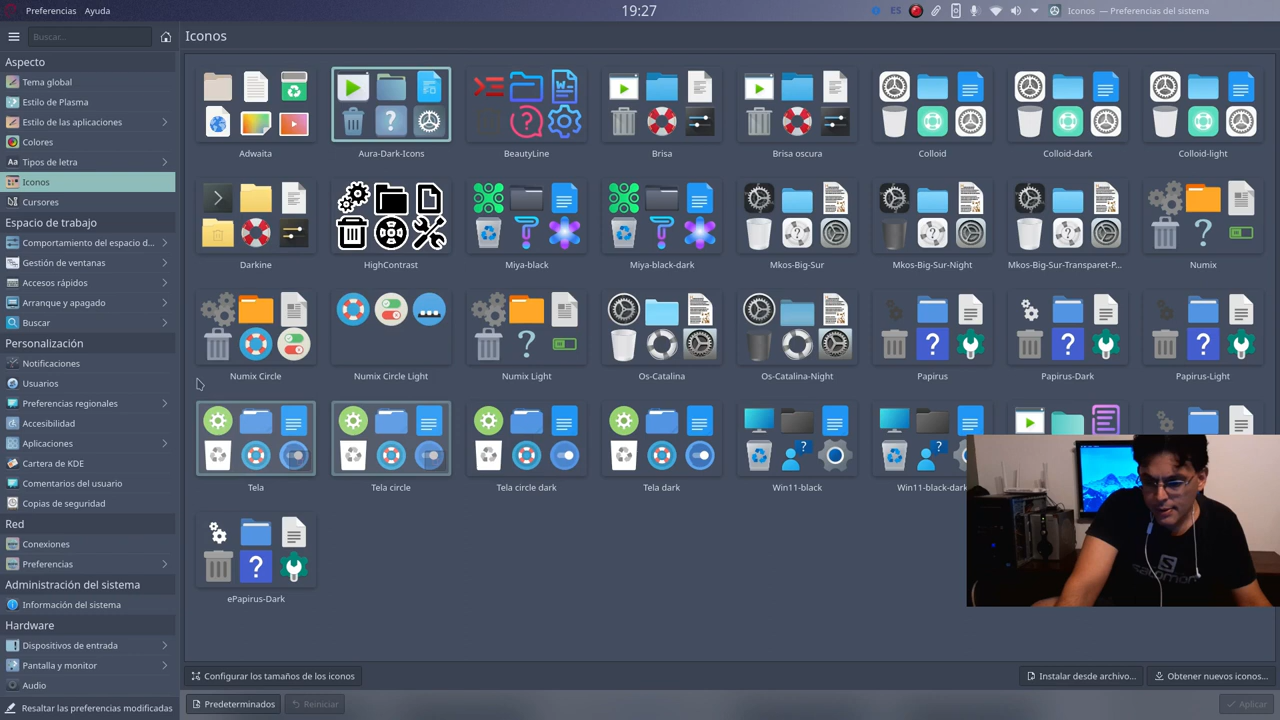 Preferencias Ayuda
19:27
ES
Iconos — Preferencias del sistema
Buscar...
Iconos
Aspecto
Tema global
Estilo de Plasma
Estilo de las aplicaciones
Colores
Tipos de letra
Iconos
Cursores
Espacio de trabajo
Comportamiento del espacio d...
Gestión de ventanas
Accesos rápidos
Arranque y apagado
Buscar
Personalización
Notificaciones
Usuarios
Preferencias regionales
Accesibilidad
Aplicaciones
Cartera de KDE
Comentarios del usuario
Copias de seguridad
Red
Conexiones
Preferencias
Administración del sistema
Información del sistema
Hardware
Dispositivos de entrada
Pantalla y monitor
Audio
Resaltar las preferencias modificadas
Adwaita
Aura-Dark-Icons
BeautyLine
Brisa
Brisa oscura
Colloid
Colloid-dark
Colloid-light
Darkine
HighContrast
Miya-black
Miya-black-dark
Mkos-Big-Sur
Mkos-Big-Sur-Night
Mkos-Big-Sur-Transparet-P...
Numix
Numix Circle
Numix Circle Light
Numix Light
Os-Catalina
Os-Catalina-Night
Papirus
Papirus-Dark
Papirus-Light
Tela
Tela circle
Tela circle dark
Tela dark
Win11-black
Win11-black-dark
ePapirus-Dark
Configurar los tamaños de los iconos
Instalar desde archivo...
Obtener nuevos iconos...
Predeterminados
Reiniciar
Aplicar